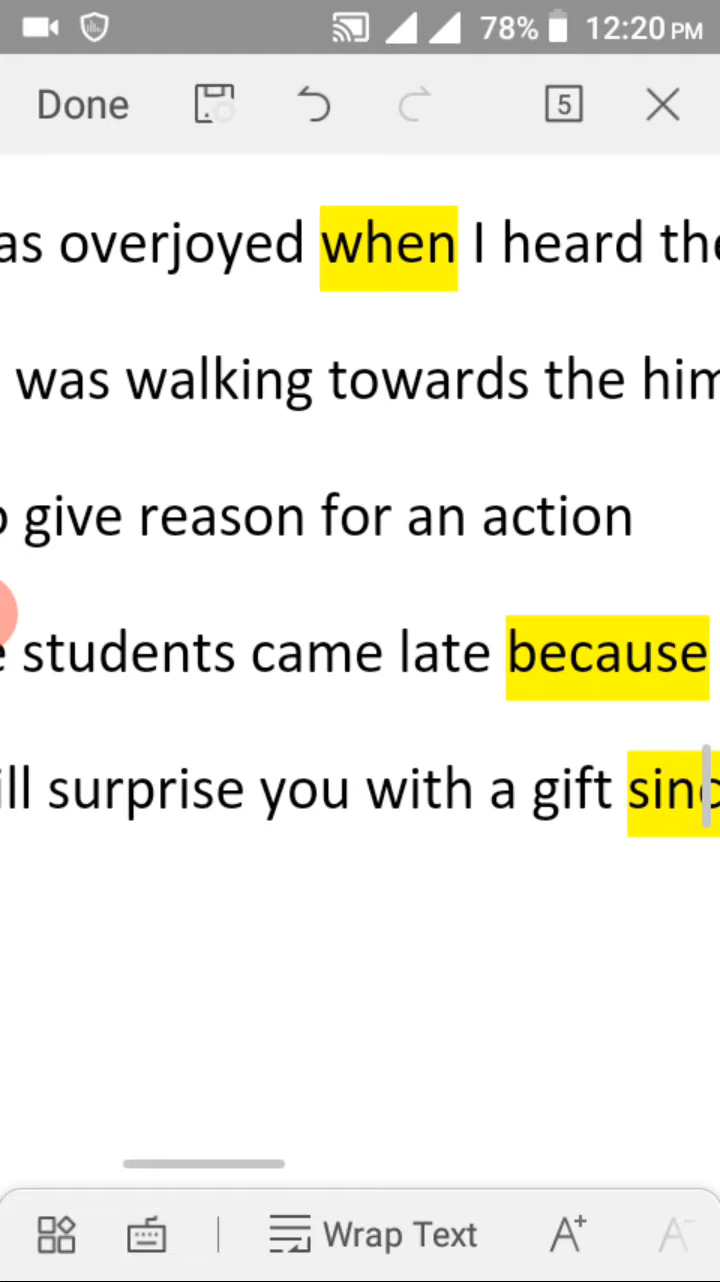 78% 12:20 PM
Done 5
as overjoyed when I heard the
was walking towards the him
give reason for an action
students came late because
ill surprise you with a gift sinc
Wrap Text A+ A-